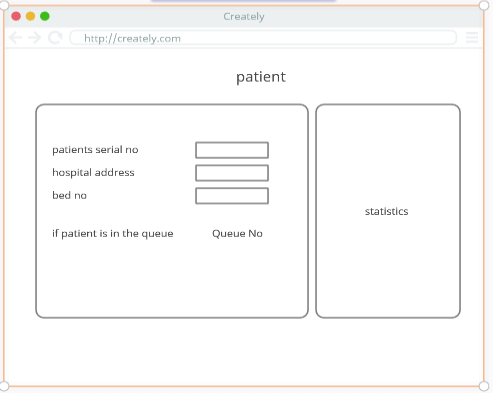 Creately
http://creately.com
patient
patients serial no
hospital address
bed no
if patient is in the queue Queue No
statistics